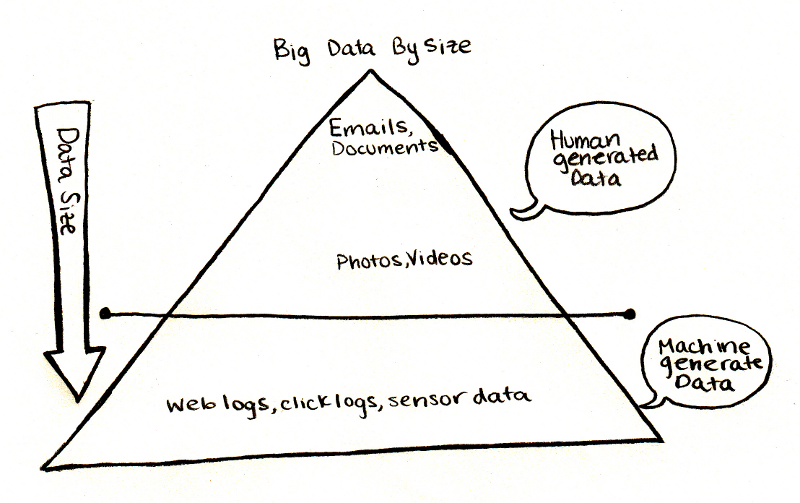 Big Data By Size
Data Size
Emails,
Documents
Human
generated
Data
Photos,Videos
Machine
generate
Data
web logs, click logs, sensor data